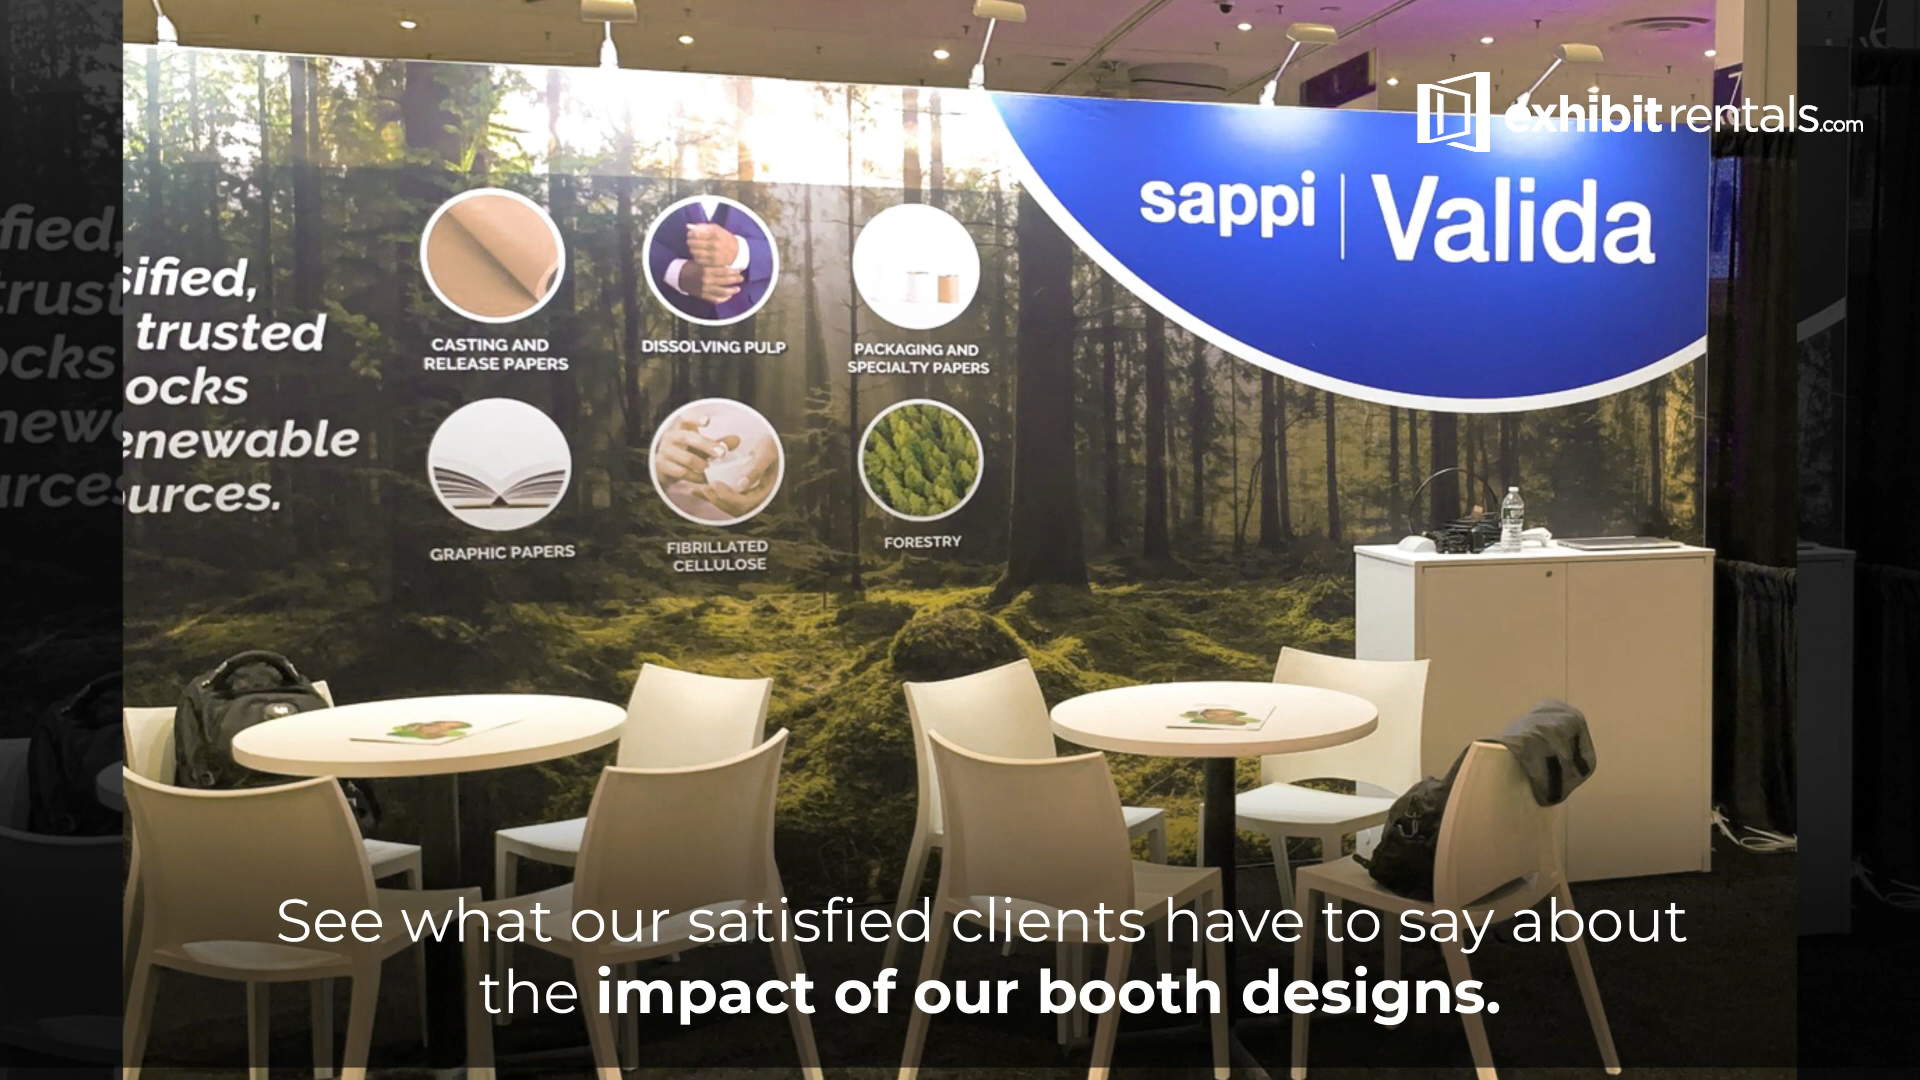 exhibitrentals.com
sappi | Valida
sified,
trusted
ocks
enewable
urces.
CASTING AND
RELEASE PAPERS
DISSOLVING PULP
PACKAGING AND
SPECIALTY PAPERS
GRAPHIC PAPERS
FIBRILLATED
CELLULOSE
FORESTRY
See what our satisfied clients have to say about
the impact of our booth designs.